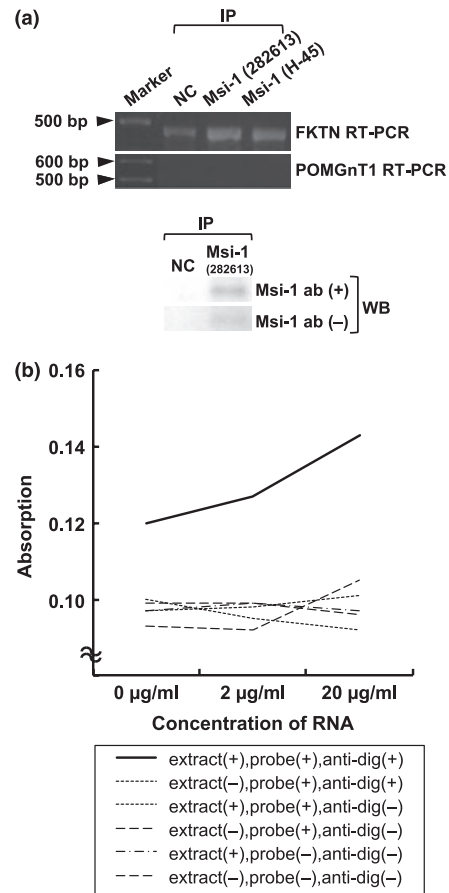 (a)
IP
Marker
NC
Msi-1 (282613)
Msi-1 (H-45)
500 bp
FKTN RT-PCR
600 bp
500 bp
POMGnT1 RT-PCR
IP
NC
Msi-1
(282613)
Msi-1 ab (+)
Msi-1 ab (–)
WB
(b)
0.16
0.14
0.12
0.10
Absorption
0 µg/ml 2 µg/ml 20 µg/ml
Concentration of RNA
extract(+),probe(+),anti-dig(+)
extract(–),probe(+),anti-dig(+)
extract(+),probe(+),anti-dig(–)
extract(–),probe(+),anti-dig(–)
extract(+),probe(–),anti-dig(–)
extract(–),probe(–),anti-dig(–)